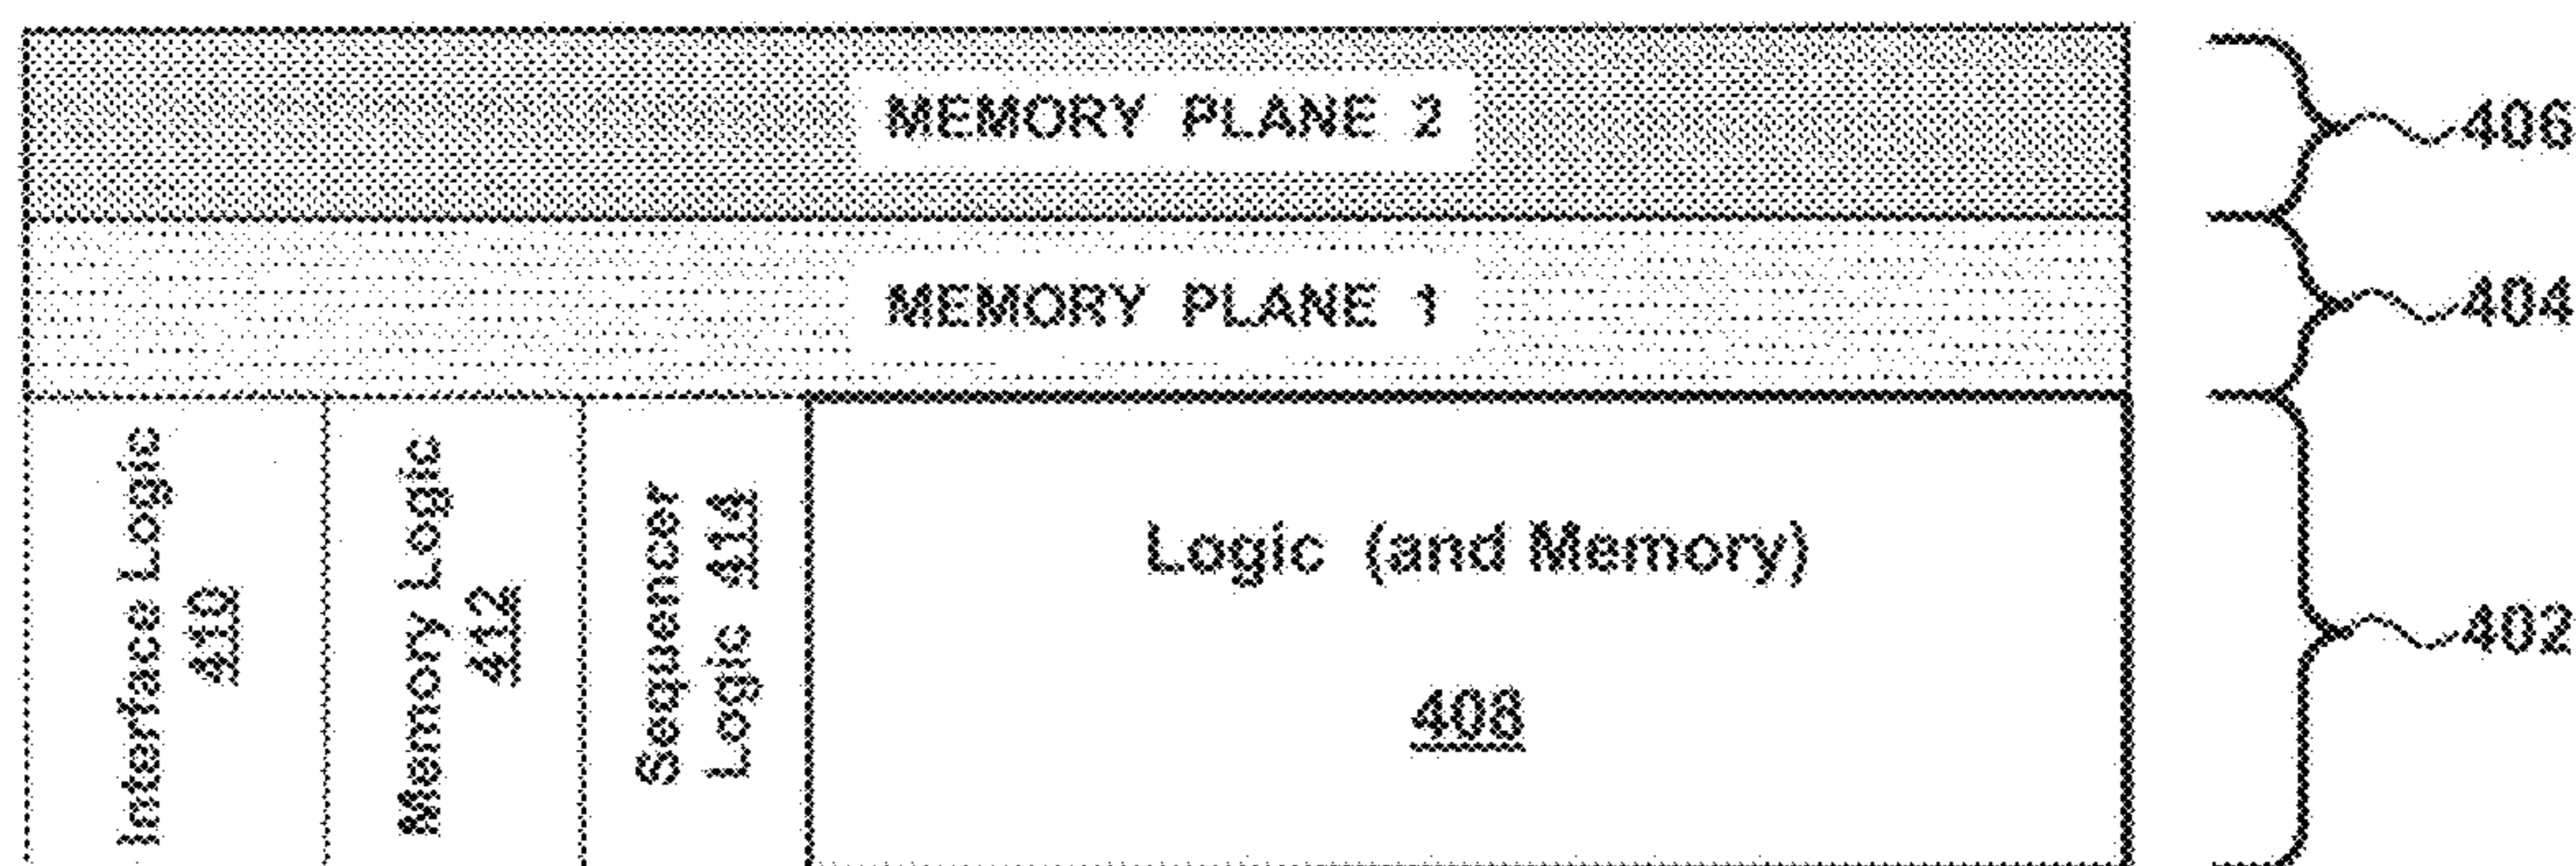 MEMORY PLANE 2
406
MEMORY PLANE 1
404
Interface Logic
410
Memory Logic
412
Sequencer
Logic 414
Logic (and Memory)
408
402